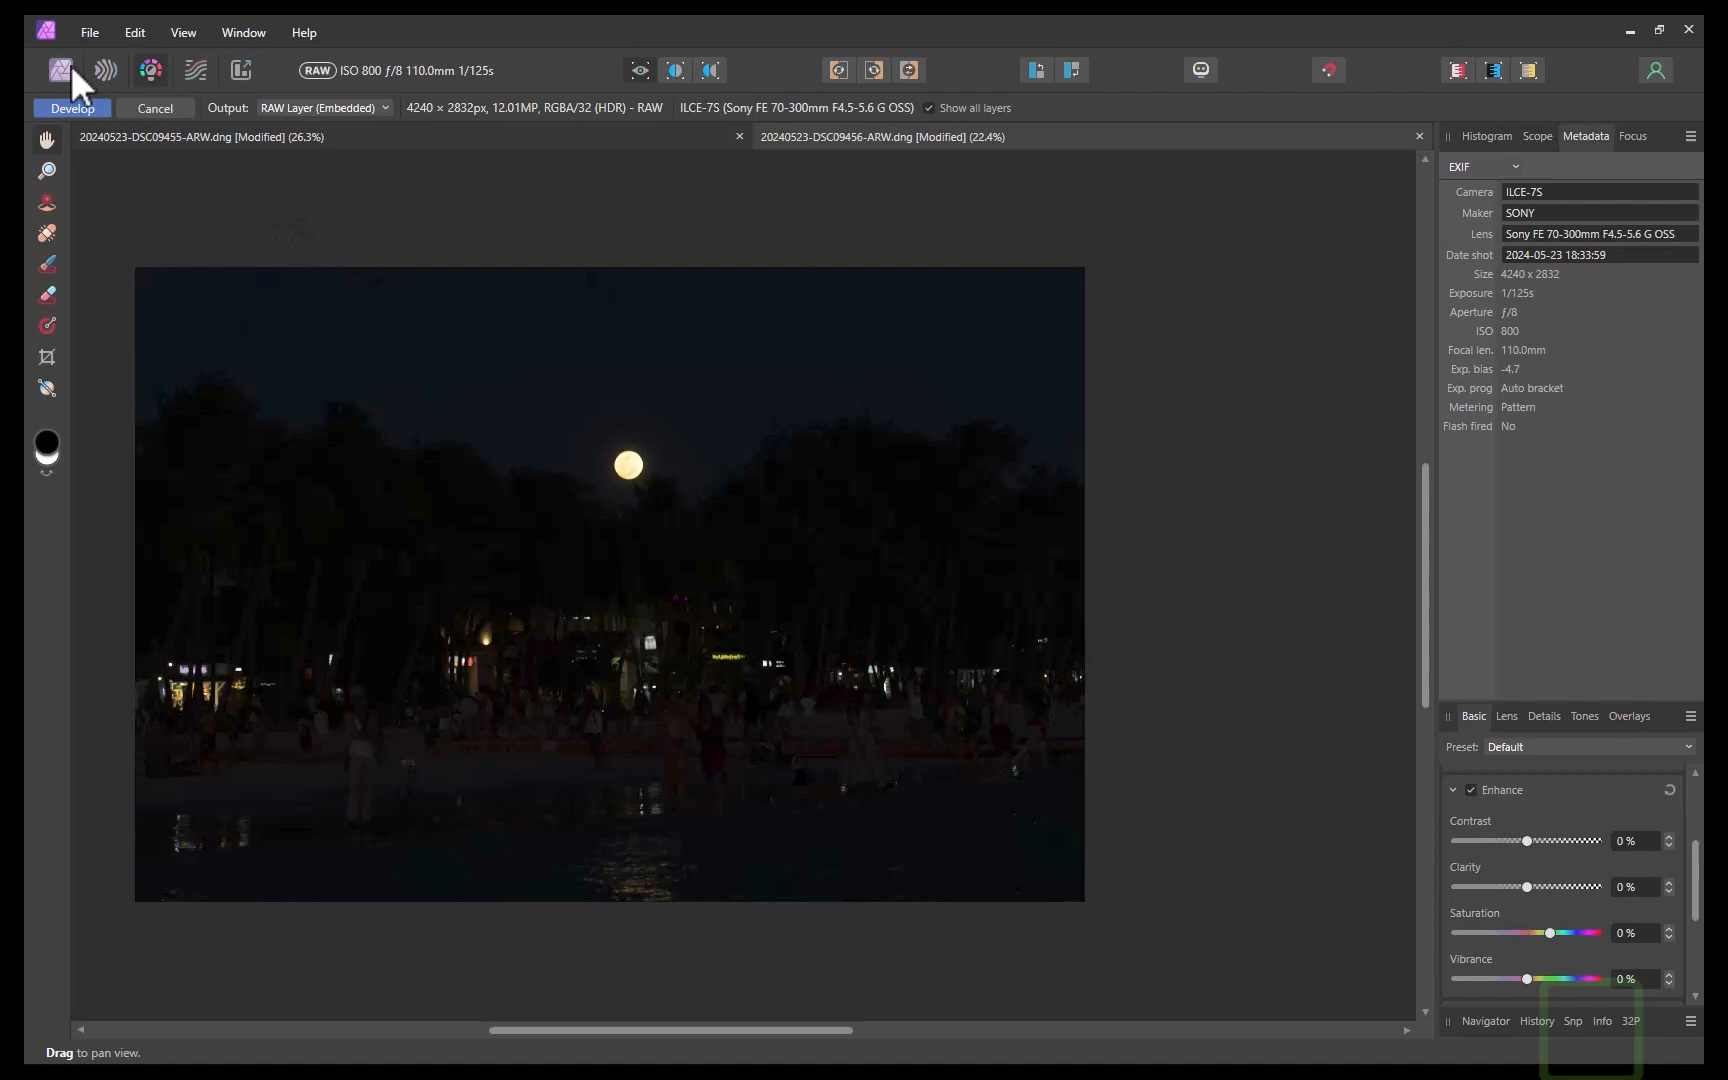 File Edit View Window Help
RAW ISO 800 ƒ/8 110.0mm 1/125s
Develop Cancel Output: RAW Layer (Embedded) 4240 × 2832px, 12.01MP, RGBA/32 (HDR) - RAW ILCE-7S (Sony FE 70-300mm F4.5-5.6 G OSS) Show all layers
20240523-DSC09455-ARW.dng [Modified] (26.3%) 20240523-DSC09456-ARW.dng [Modified] (22.4%)
Histogram Scope Metadata Focus
EXIF
Camera ILCE-7S
Maker SONY
Lens Sony FE 70-300mm F4.5-5.6 G OSS
Date shot 2024-05-23 18:33:59
Size 4240 x 2832
Exposure 1/125s
Aperture ƒ/8
ISO 800
Focal len. 110.0mm
Exp. bias -4.7
Exp. prog Auto bracket
Metering Pattern
Flash fired No
Basic Lens Details Tones Overlays
Preset: Default
Enhance
Contrast
0 %
Clarity
0 %
Saturation
0 %
Vibrance
0 %
Navigator History Snp Info 32P
Drag to pan view.